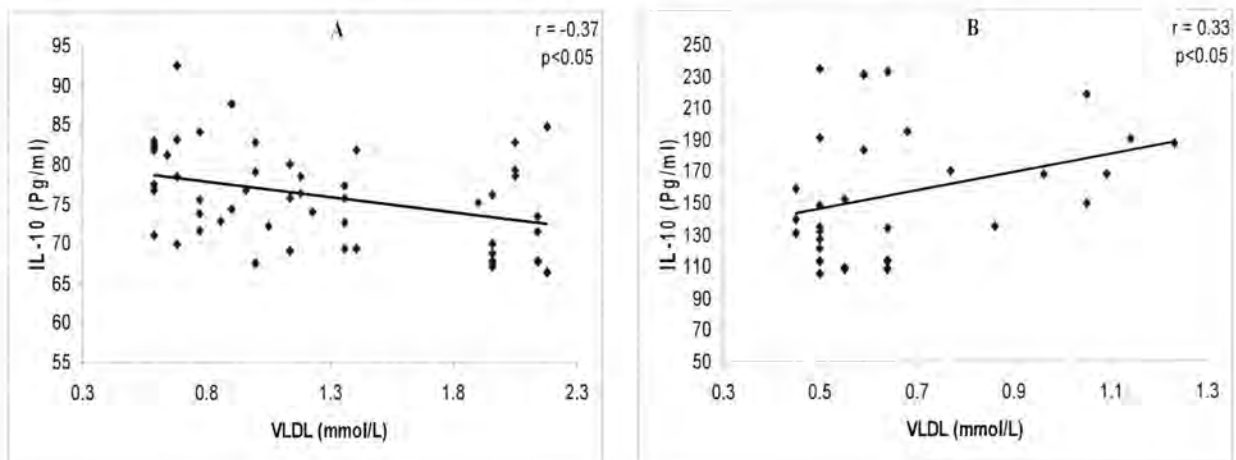 A
r = -0.37
p<0.05
95
90
85
80
75
70
65
60
55
IL-10 (Pg/ml)
0.3 0.8 1.3 1.8 2.3
VLDL (mmol/L)
B
r = 0.33
p<0.05
250
230
210
190
170
150
130
110
90
70
50
IL-10 (Pg/ml)
0.3 0.5 0.7 0.9 1.1 1.3
VLDL (mmol/L)